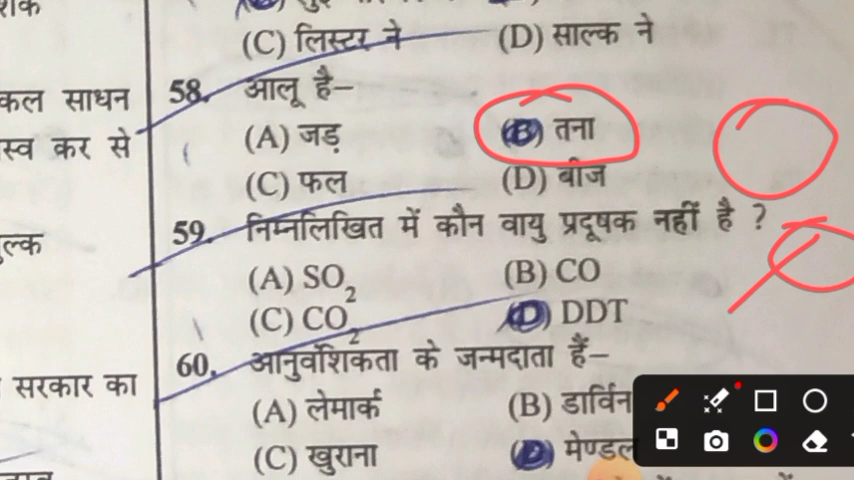 (C) लिस्टर ने (D) साल्क ने
कल साधन
58. आलू है–
स्व कर से
(A) जड़ (B) तना
(C) फल (D) बीज
59. निम्नलिखित में कौन वायु प्रदूषक नहीं है ?
ुल्क
(A) SO2 (B) CO
(C) CO2 (D) DDT
60. आनुवंशिकता के जन्मदाता हैं–
सरकार का
(A) लेमार्क (B) डार्विन
(C) खुराना (D) मेण्डल